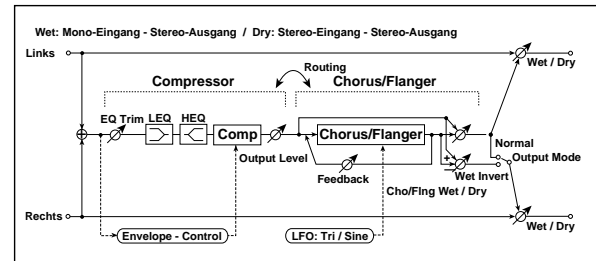 Wet: Mono-Eingang - Stereo-Ausgang / Dry: Stereo-Eingang - Stereo-Ausgang
Links
Wet / Dry
Routing
Compressor
Chorus/Flanger
EQ Trim
LEQ
HEQ
Comp
Output Level
Chorus/Flanger
Feedback
Normal
Output Mode
+
−
Wet Invert
Cho/Flng Wet / Dry
Rechts
Wet / Dry
Envelope - Control
LFO: Tri / Sine